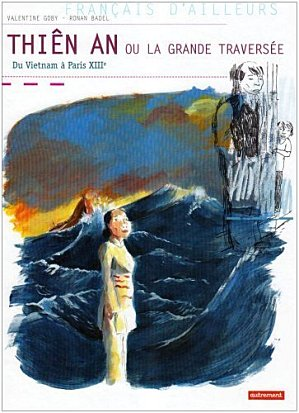 FRANÇAIS D'AILLEURS
VALENTINE GOBY - RONAN BADEL
THIÊN AN OU LA GRANDE TRAVERSÉE
Du Vietnam à Paris XIIIᵉ
autrement